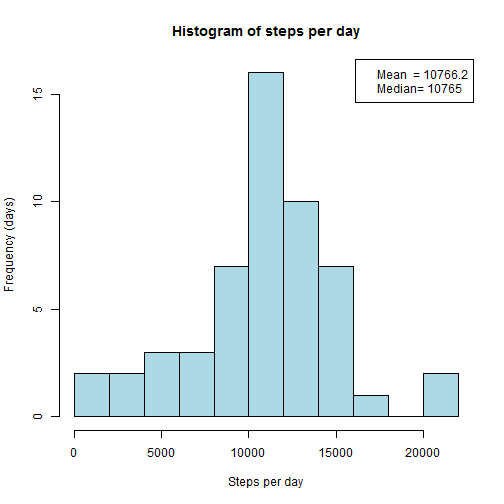 Histogram of steps per day
Mean  = 10766.2
Median= 10765
Frequency (days)
15
10
5
0
0 5000 10000 15000 20000
Steps per day